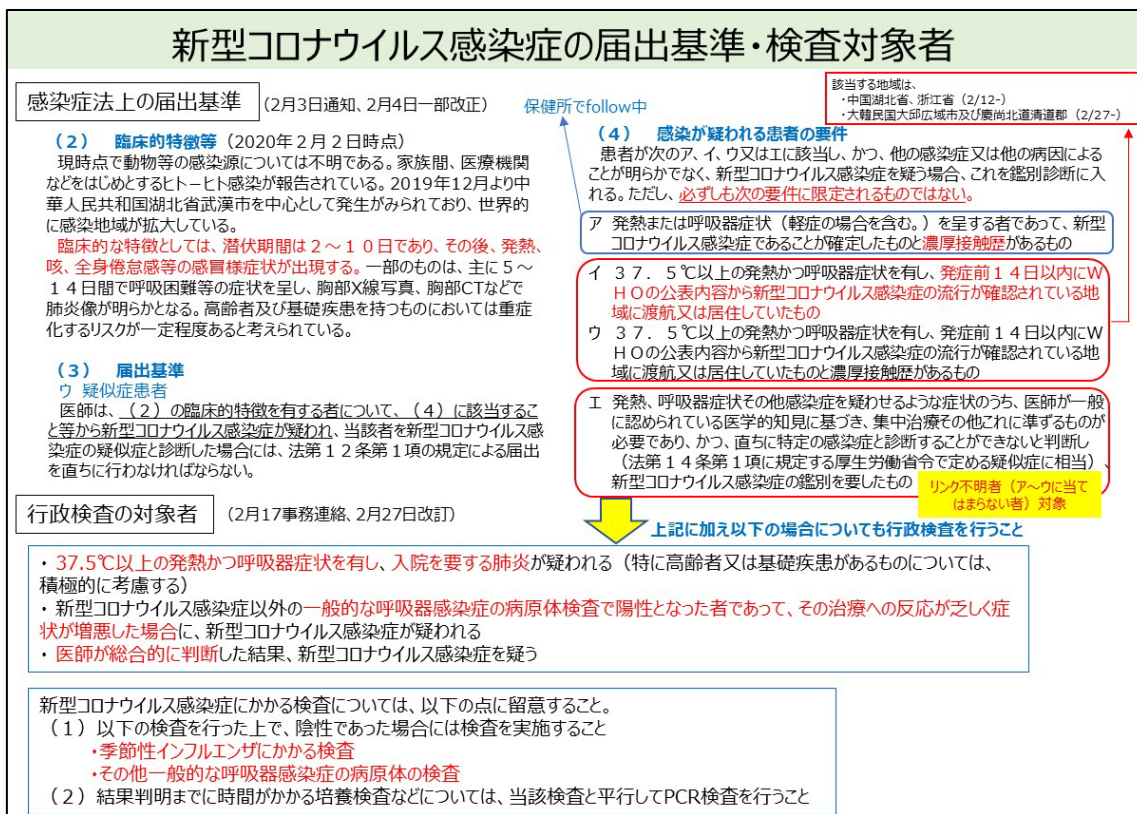 新型コロナウイルス感染症の届出基準・検査対象者
該当する地域は、
・中国湖北省、浙江省（2/12-）
・大韓民国大邱広域市及び慶尚北道清道郡（2/27-）
感染症法上の届出基準
（2月3日通知、2月4日一部改正）
保健所でfollow中
（２）　臨床的特徴等（2020年２月２日時点）
現時点で動物等の感染源については不明である。家族間、医療機関
などをはじめとするヒトーヒト感染が報告されている。2019年12月より中
華人民共和国湖北省武漢市を中心として発生がみられており、世界的
に感染地域が拡大している。
臨床的な特徴としては、潜伏期間は２～１０日であり、その後、発熱、
咳、全身倦怠感等の感冒様症状が出現する。一部のものは、主に５～
１４日間で呼吸困難等の症状を呈し、胸部X線写真、胸部CTなどで
肺炎像が明らかとなる。高齢者及び基礎疾患を持つものにおいては重症
化するリスクが一定程度あると考えられている。
（３）　届出基準
ウ 疑似症患者
医師は、（２）の臨床的特徴を有する者について、（４）に該当するこ
と等から新型コロナウイルス感染症が疑われ、当該者を新型コロナウイルス感
染症の疑似症と診断した場合には、法第１２条第１項の規定による届出
を直ちに行わなければならない。
（４）　感染が疑われる患者の要件
患者が次のア、イ、ウ又はエに該当し、かつ、他の感染症又は他の病因によ
ることが明らかでなく、新型コロナウイルス感染症を疑う場合、これを鑑別診断に入
れる。ただし、必ずしも次の要件に限定されるものではない。
ア 発熱または呼吸器症状（軽症の場合を含む。）を呈する者であって、新型
コロナウイルス感染症であることが確定したものと濃厚接触歴があるもの
イ ３７．５℃以上の発熱かつ呼吸器症状を有し、発症前１４日以内にＷ
ＨＯの公表内容から新型コロナウイルス感染症の流行が確認されている地
域に渡航又は居住していたもの
ウ ３７．５℃以上の発熱かつ呼吸器症状を有し、発症前１４日以内にＷ
ＨＯの公表内容から新型コロナウイルス感染症の流行が確認されている地
域に渡航又は居住していたものと濃厚接触歴があるもの
エ 発熱、呼吸器症状その他感染症を疑わせるような症状のうち、医師が一般
に認められている医学的知見に基づき、集中治療その他これに準ずるものが
必要であり、かつ、直ちに特定の感染症と診断することができないと判断し
（法第１４条第１項に規定する厚生労働省令で定める疑似症に相当）、
新型コロナウイルス感染症の鑑別を要したもの
リンク不明者（ア～ウに当て
はまらない者）対象
行政検査の対象者
（2月17事務連絡、2月27日改訂）
上記に加え以下の場合についても行政検査を行うこと
・37.5℃以上の発熱かつ呼吸器症状を有し、入院を要する肺炎が疑われる（特に高齢者又は基礎疾患があるものについては、
積極的に考慮する）
・新型コロナウイルス感染症以外の一般的な呼吸器感染症の病原体検査で陽性となった者であって、その治療への反応が乏しく症
状が増悪した場合に、新型コロナウイルス感染症が疑われる
・医師が総合的に判断した結果、新型コロナウイルス感染症を疑う
新型コロナウイルス感染症にかかる検査については、以下の点に留意すること。
（１）以下の検査を行った上で、陰性であった場合には検査を実施すること
・季節性インフルエンザにかかる検査
・その他一般的な呼吸器感染症の病原体の検査
（２）結果判明までに時間がかかる培養検査などについては、当該検査と平行してPCR検査を行うこと